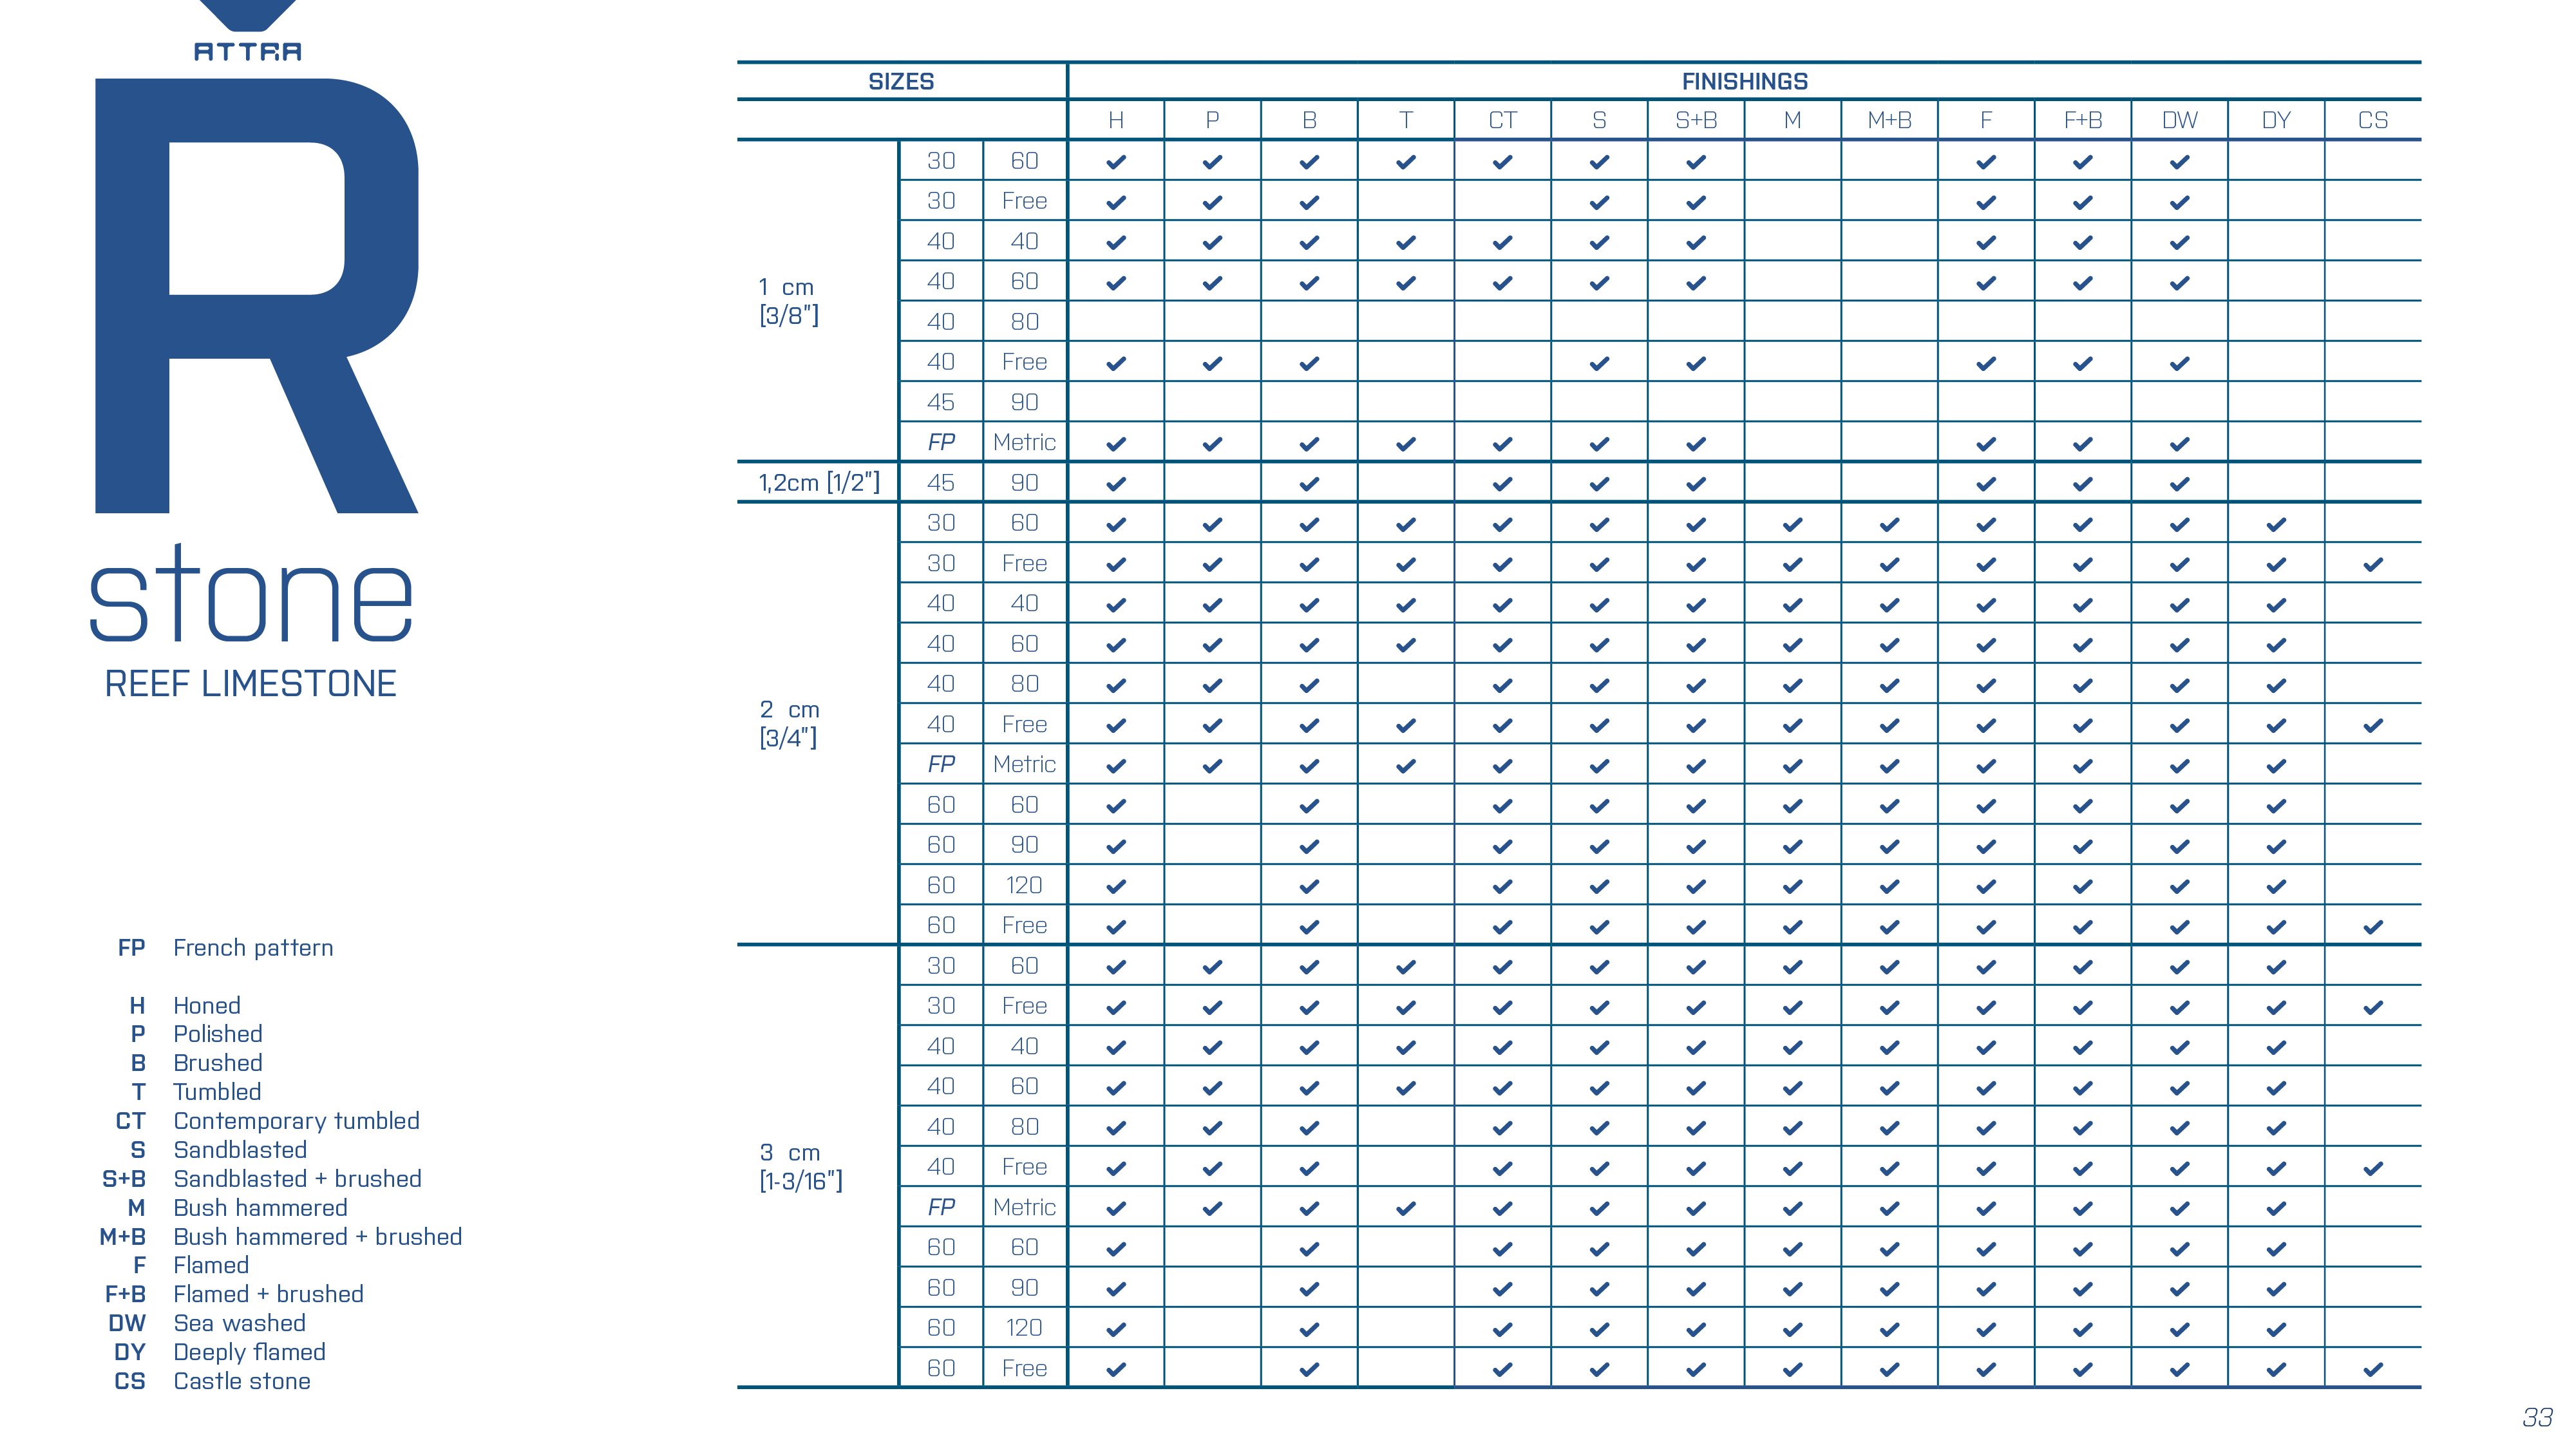 ATTRA
R
stone
REEF LIMESTONE
FP French pattern
H Honed
P Polished
B Brushed
T Tumbled
CT Contemporary tumbled
S Sandblasted
S+B Sandblasted + brushed
M Bush hammered
M+B Bush hammered + brushed
F Flamed
F+B Flamed + brushed
DW Sea washed
DY Deeply flamed
CS Castle stone
SIZES FINISHINGS
H P B T CT S S+B M M+B F F+B DW DY CS
1 cm
[3/8"]
30 60 ✓ ✓ ✓ ✓ ✓ ✓ ✓ ✓ ✓ ✓
30 Free ✓ ✓ ✓ ✓ ✓ ✓ ✓ ✓
40 40 ✓ ✓ ✓ ✓ ✓ ✓ ✓ ✓ ✓ ✓
40 60 ✓ ✓ ✓ ✓ ✓ ✓ ✓ ✓ ✓ ✓
40 80
40 Free ✓ ✓ ✓ ✓ ✓ ✓ ✓ ✓
45 90
FP Metric ✓ ✓ ✓ ✓ ✓ ✓ ✓ ✓ ✓ ✓
1,2cm [1/2"] 45 90 ✓ ✓ ✓ ✓ ✓ ✓ ✓ ✓
2 cm
[3/4"]
30 60 ✓ ✓ ✓ ✓ ✓ ✓ ✓ ✓ ✓ ✓ ✓ ✓ ✓
30 Free ✓ ✓ ✓ ✓ ✓ ✓ ✓ ✓ ✓ ✓ ✓ ✓ ✓ ✓
40 40 ✓ ✓ ✓ ✓ ✓ ✓ ✓ ✓ ✓ ✓ ✓ ✓ ✓
40 60 ✓ ✓ ✓ ✓ ✓ ✓ ✓ ✓ ✓ ✓ ✓ ✓ ✓
40 80 ✓ ✓ ✓ ✓ ✓ ✓ ✓ ✓ ✓ ✓ ✓ ✓
40 Free ✓ ✓ ✓ ✓ ✓ ✓ ✓ ✓ ✓ ✓ ✓ ✓ ✓ ✓
FP Metric ✓ ✓ ✓ ✓ ✓ ✓ ✓ ✓ ✓ ✓ ✓ ✓ ✓
60 60 ✓ ✓ ✓ ✓ ✓ ✓ ✓ ✓ ✓ ✓ ✓
60 90 ✓ ✓ ✓ ✓ ✓ ✓ ✓ ✓ ✓ ✓ ✓
60 120 ✓ ✓ ✓ ✓ ✓ ✓ ✓ ✓ ✓ ✓ ✓
60 Free ✓ ✓ ✓ ✓ ✓ ✓ ✓ ✓ ✓ ✓ ✓ ✓
3 cm
[1-3/16"]
30 60 ✓ ✓ ✓ ✓ ✓ ✓ ✓ ✓ ✓ ✓ ✓ ✓ ✓
30 Free ✓ ✓ ✓ ✓ ✓ ✓ ✓ ✓ ✓ ✓ ✓ ✓ ✓ ✓
40 40 ✓ ✓ ✓ ✓ ✓ ✓ ✓ ✓ ✓ ✓ ✓ ✓ ✓
40 60 ✓ ✓ ✓ ✓ ✓ ✓ ✓ ✓ ✓ ✓ ✓ ✓ ✓
40 80 ✓ ✓ ✓ ✓ ✓ ✓ ✓ ✓ ✓ ✓ ✓ ✓
40 Free ✓ ✓ ✓ ✓ ✓ ✓ ✓ ✓ ✓ ✓ ✓ ✓ ✓
FP Metric ✓ ✓ ✓ ✓ ✓ ✓ ✓ ✓ ✓ ✓ ✓ ✓ ✓
60 60 ✓ ✓ ✓ ✓ ✓ ✓ ✓ ✓ ✓ ✓ ✓
60 90 ✓ ✓ ✓ ✓ ✓ ✓ ✓ ✓ ✓ ✓ ✓
60 120 ✓ ✓ ✓ ✓ ✓ ✓ ✓ ✓ ✓ ✓ ✓
60 Free ✓ ✓ ✓ ✓ ✓ ✓ ✓ ✓ ✓ ✓ ✓ ✓
33